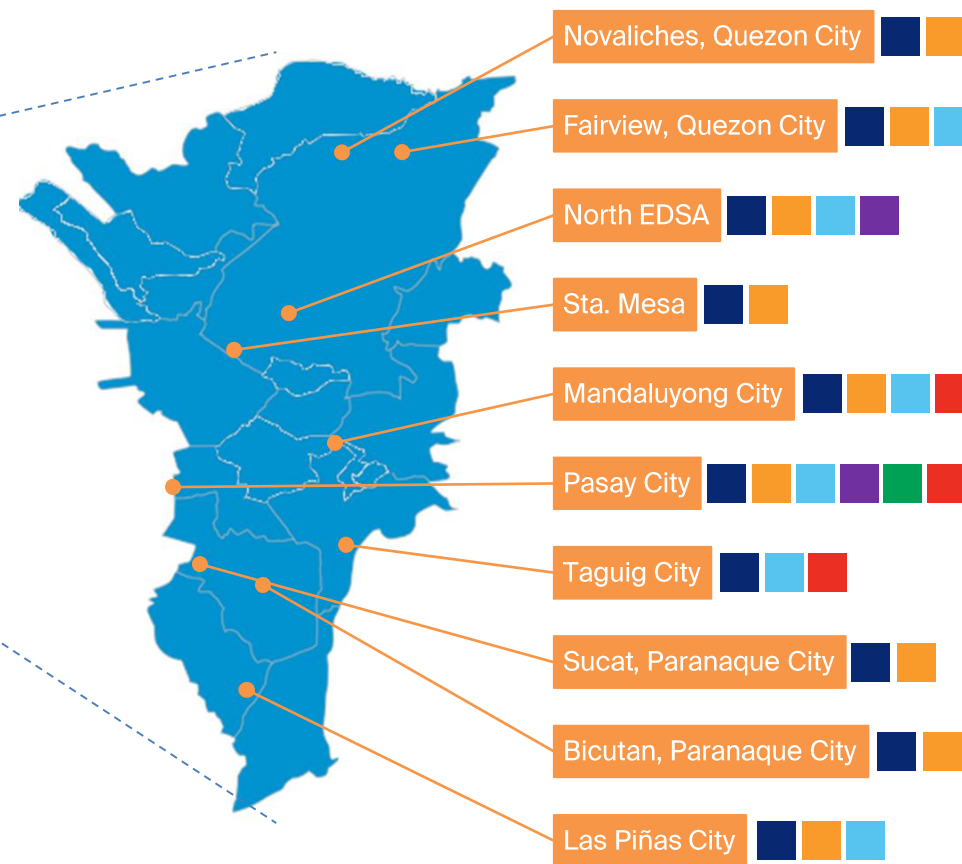 Novaliches, Quezon City
Fairview, Quezon City
North EDSA
Sta. Mesa
Mandaluyong City
Pasay City
Taguig City
Sucat, Paranaque City
Bicutan, Paranaque City
Las Piñas City